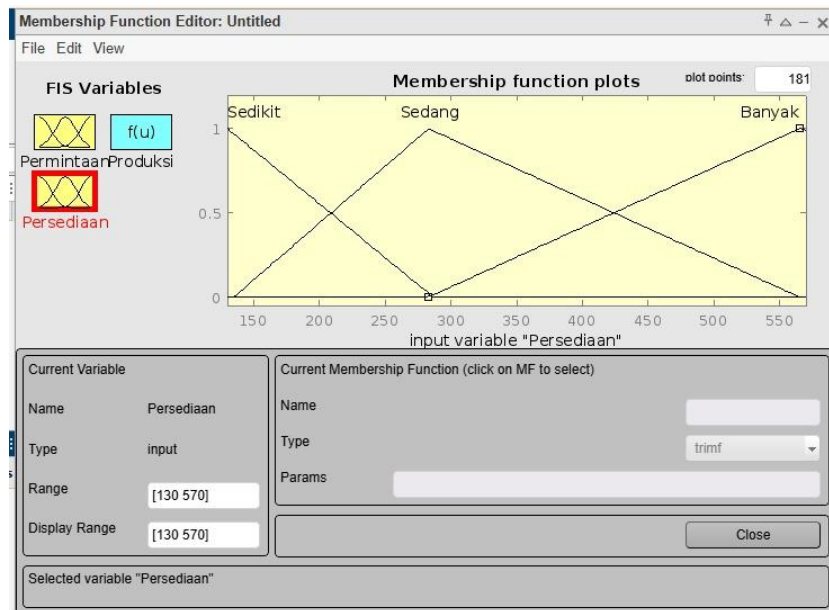 Membership Function Editor: Untitled
File Edit View
FIS Variables
f(u)
Permintaan Produksi
Persediaan
Membership function plots
plot points:
181
Sedikit
Sedang
Banyak
1
0.5
0
150 200 250 300 350 400 450 500 550
input variable "Persediaan"
Current Variable
Name Persediaan
Type input
Range [130 570]
Display Range [130 570]
Current Membership Function (click on MF to select)
Name
Type trimf
Params
Close
Selected variable "Persediaan"